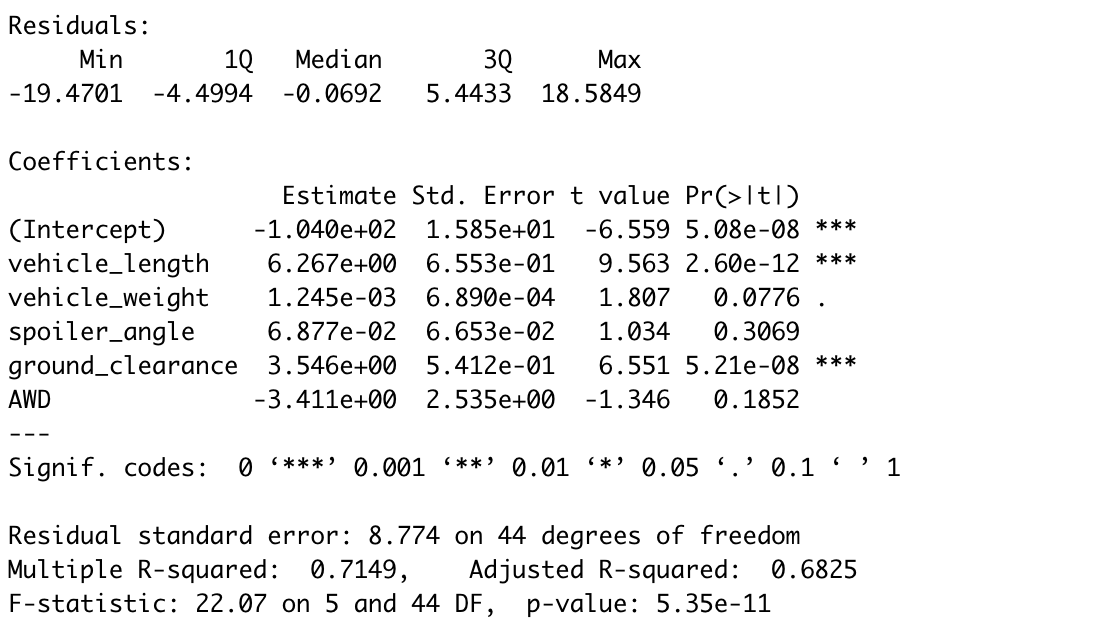 Residuals:
     Min       1Q   Median       3Q      Max
-19.4701  -4.4994  -0.0692   5.4433  18.5849

Coefficients:
                  Estimate Std. Error t value Pr(>|t|)
(Intercept)     -1.040e+02  1.585e+01  -6.559 5.08e-08 ***
vehicle_length   6.267e+00  6.553e-01   9.563 2.60e-12 ***
vehicle_weight   1.245e-03  6.890e-04   1.807   0.0776 .
spoiler_angle    6.877e-02  6.653e-02   1.034   0.3069
ground_clearance 3.546e+00  5.412e-01   6.551 5.21e-08 ***
AWD             -3.411e+00  2.535e+00  -1.346   0.1852
---
Signif. codes:  0 ‘***’ 0.001 ‘**’ 0.01 ‘*’ 0.05 ‘.’ 0.1 ‘ ’ 1

Residual standard error: 8.774 on 44 degrees of freedom
Multiple R-squared:  0.7149,    Adjusted R-squared:  0.6825
F-statistic: 22.07 on 5 and 44 DF,  p-value: 5.35e-11